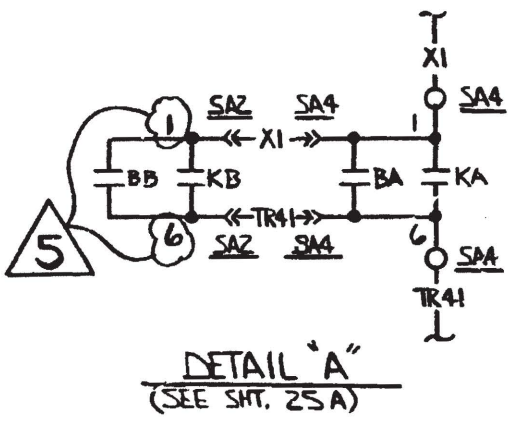 X1
SA4
SA2 SA4
1 X1 1
BB KB BA KA
5
6 TR41 6
SA2 SA4
SA4
TR41
DETAIL "A"
(SEE SHT. 25A)